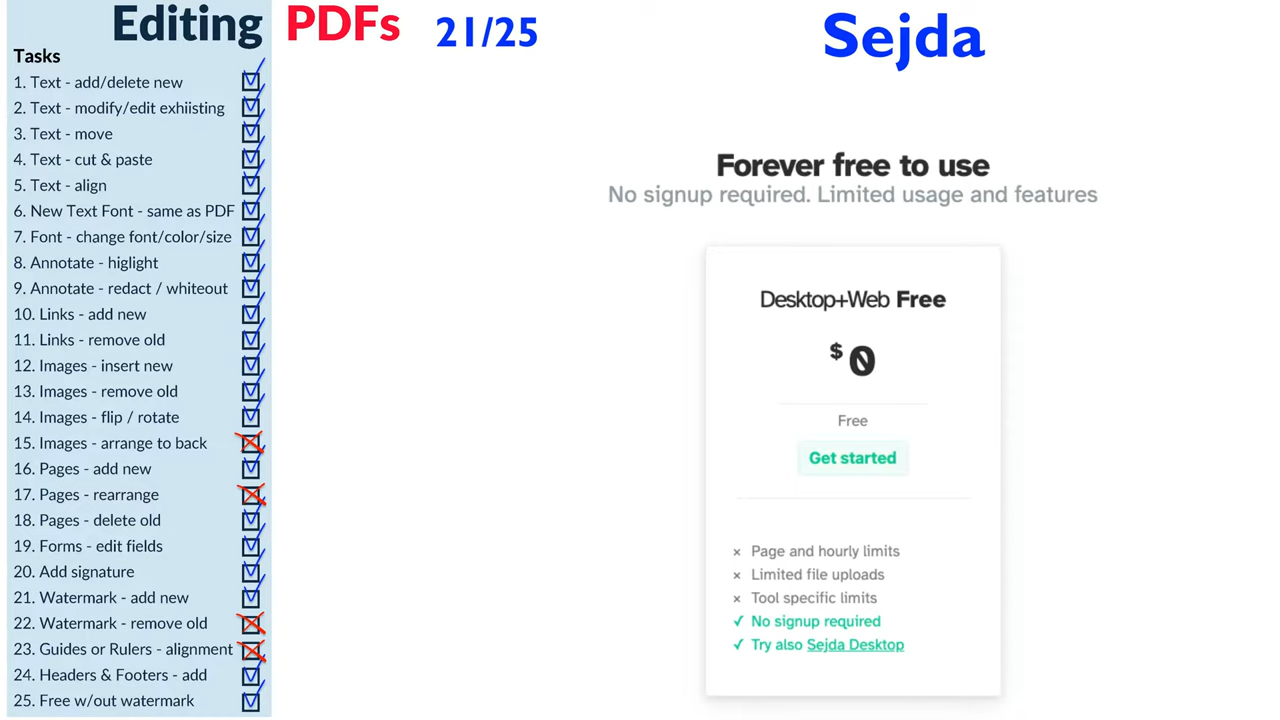 Editing PDFs 21/25
Tasks
1. Text - add/delete new
2. Text - modify/edit exhiisting
3. Text - move
4. Text - cut & paste
5. Text - align
6. New Text Font - same as PDF
7. Font - change font/color/size
8. Annotate - higlight
9. Annotate - redact / whiteout
10. Links - add new
11. Links - remove old
12. Images - insert new
13. Images - remove old
14. Images - flip / rotate
15. Images - arrange to back
16. Pages - add new
17. Pages - rearrange
18. Pages - delete old
19. Forms - edit fields
20. Add signature
21. Watermark - add new
22. Watermark - remove old
23. Guides or Rulers - alignment
24. Headers & Footers - add
25. Free w/out watermark
Sejda
Forever free to use
No signup required. Limited usage and features
Desktop+Web Free
$0
Free
Get started
× Page and hourly limits
× Limited file uploads
× Tool specific limits
✓ No signup required
✓ Try also Sejda Desktop